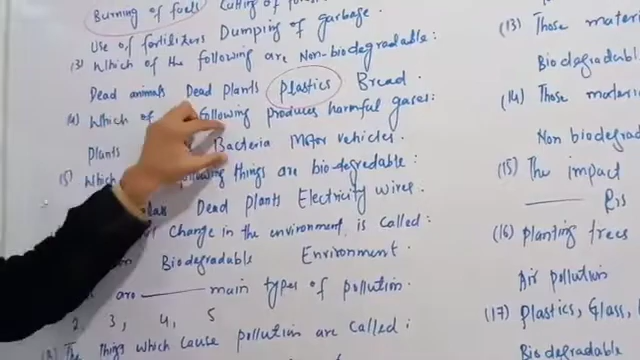 Burning of fuels Cutting of
Use of fertilizers Dumping of garbage.
(3) Which of the following are Non-biodegradable:
Dead animals Dead plants Plastics Bread.
(4) Which of following produces harmful gases:
Plants Bacteria Motor vehicles.
(5) Which following things are bio-degradable:
Dead plants Electricity wires.
change in the environment is called:
Biodegradable Environment.
are ______ main types of pollution.
2, 3, 4, 5
The things which cause pollution are called:
(13) Those
Biodegradab
(14) Those
Non biodegrada
(15) The impact
(16) planting trees
Air pollution
(17) plastics, Glass,
Biodegradable